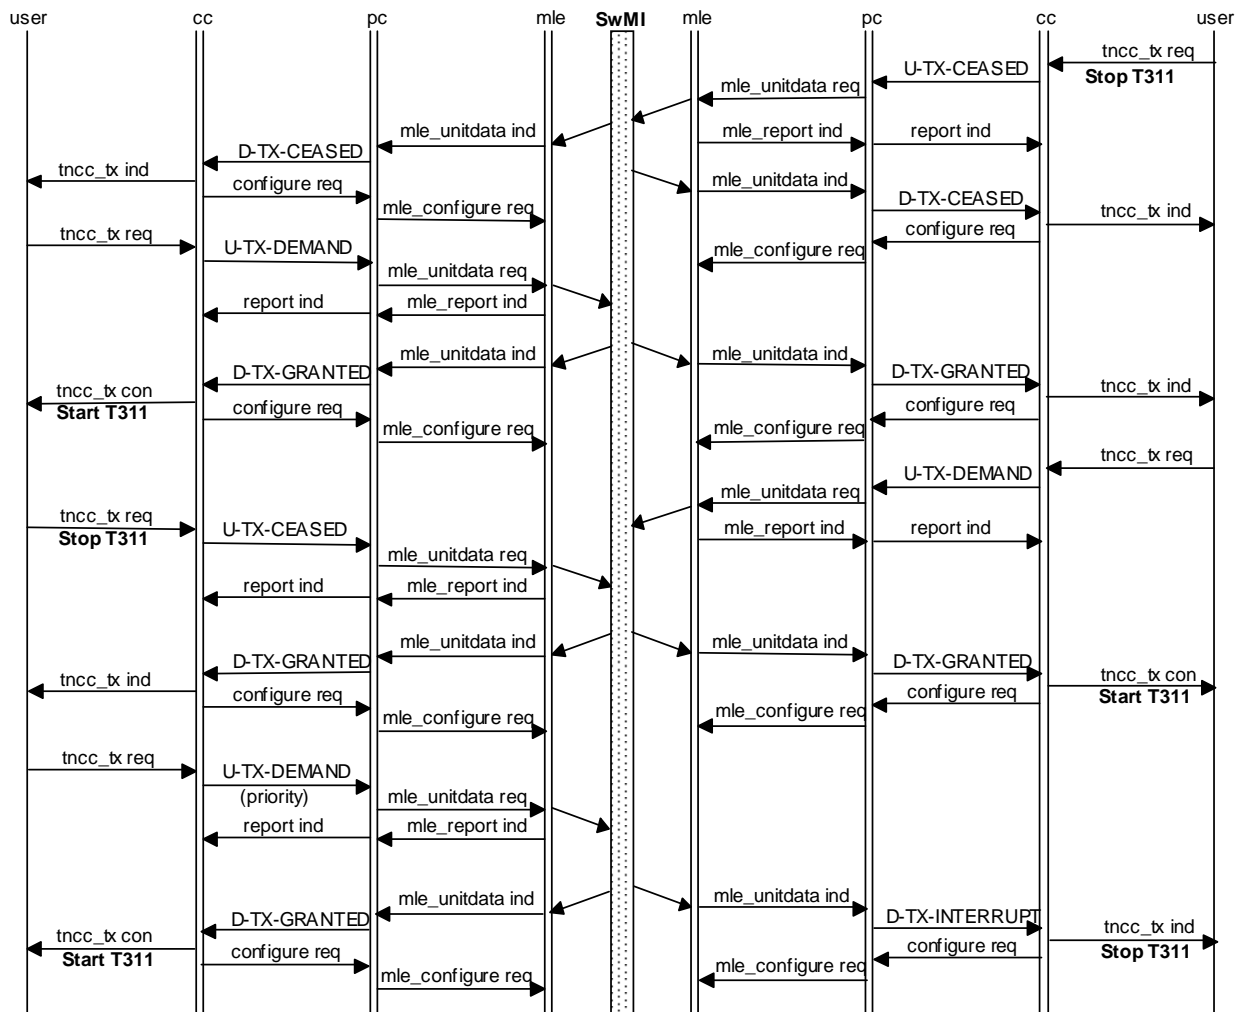 user cc pc mle SwMI mle pc cc user
tncc_tx req
U-TX-CEASED
Stop T311
mle_unitdata req
mle_unitdata ind
mle_report ind
report ind
D-TX-CEASED
tncc_tx ind
configure req
mle_unitdata ind
D-TX-CEASED
mle_configure req
tncc_tx ind
tncc_tx req
configure req
U-TX-DEMAND
mle_configure req
mle_unitdata req
report ind
mle_report ind
mle_unitdata ind
mle_unitdata ind
D-TX-GRANTED
D-TX-GRANTED
tncc_tx con
tncc_tx ind
Start T311
configure req
configure req
mle_configure req
mle_configure req
tncc_tx req
U-TX-DEMAND
mle_unitdata req
tncc_tx req
U-TX-CEASED
mle_report ind
report ind
Stop T311
mle_unitdata req
report ind
mle_report ind
mle_unitdata ind
mle_unitdata ind
D-TX-GRANTED
D-TX-GRANTED
tncc_tx ind
tncc_tx con
configure req
configure req
Start T311
mle_configure req
mle_configure req
tncc_tx req
U-TX-DEMAND
(priority)
mle_unitdata req
report ind
mle_report ind
mle_unitdata ind
mle_unitdata ind
D-TX-GRANTED
D-TX-INTERRUPT
tncc_tx con
tncc_tx ind
Start T311
configure req
configure req
Stop T311
mle_configure req
mle_configure req